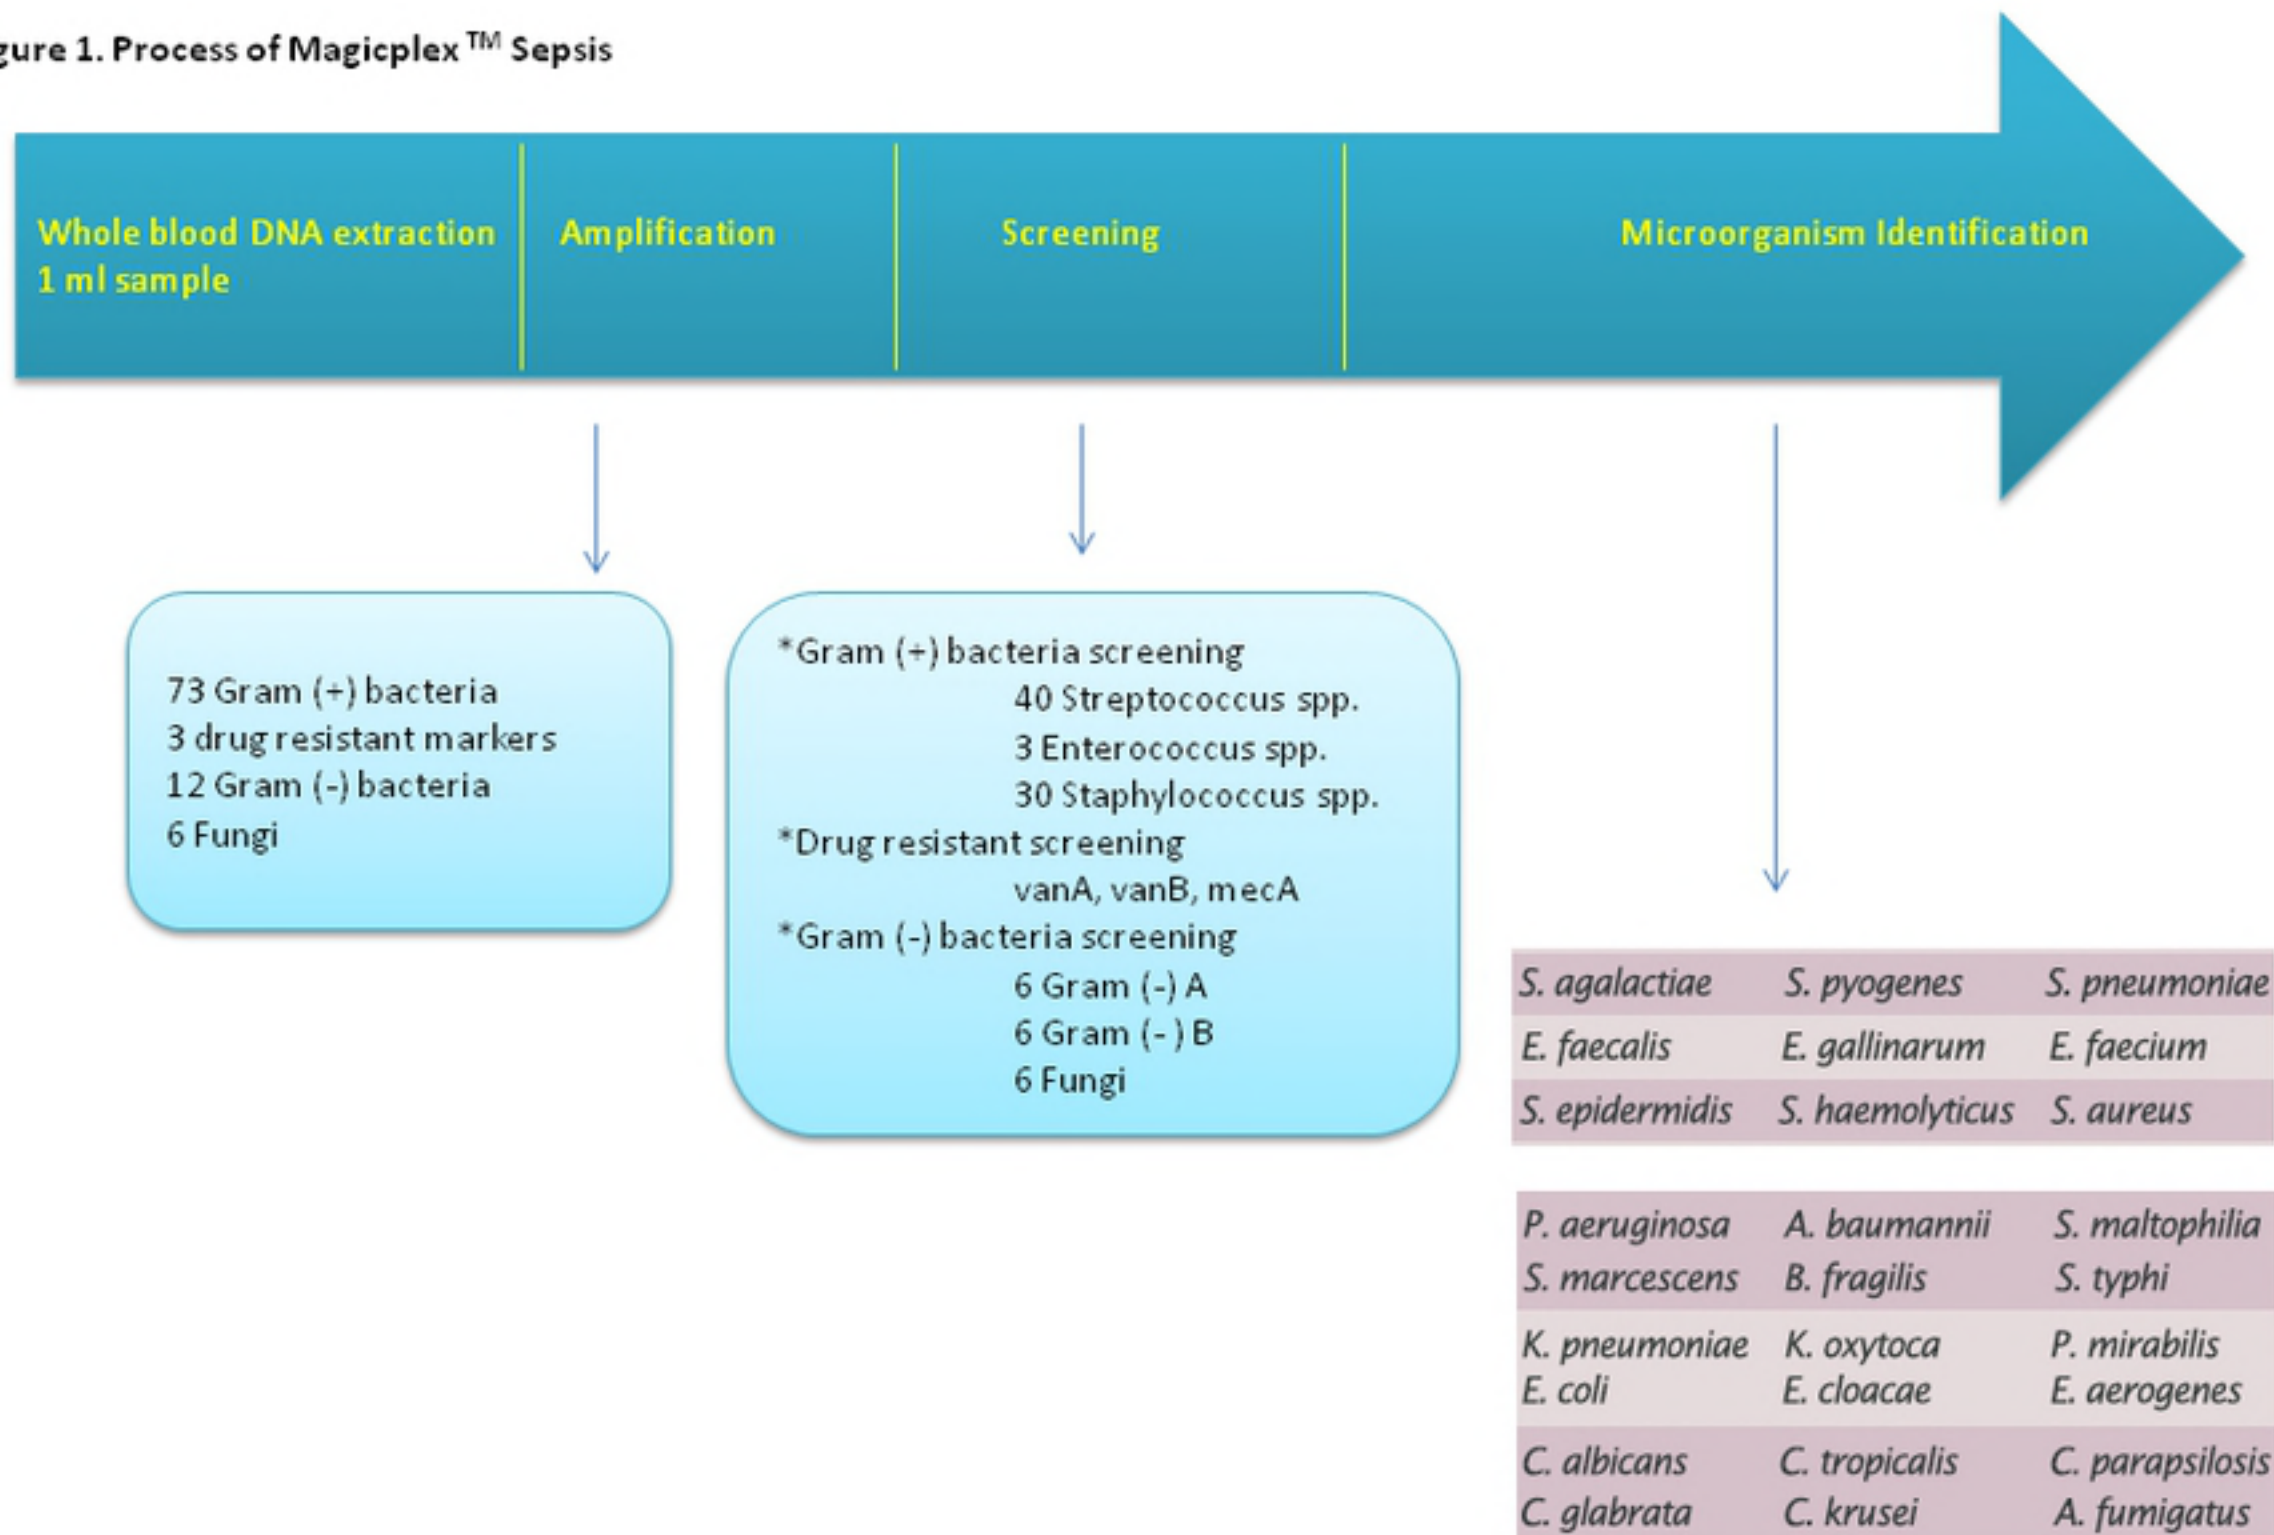 gure 1. Process of Magicplex™ Sepsis
Whole blood DNA extraction
1 ml sample
Amplification
Screening
Microorganism Identification
73 Gram (+) bacteria
3 drug resistant markers
12 Gram (-) bacteria
6 Fungi
*Gram (+) bacteria screening
40 Streptococcus spp.
3 Enterococcus spp.
30 Staphylococcus spp.
*Drug resistant screening
vanA, vanB, mecA
*Gram (-) bacteria screening
6 Gram (-) A
6 Gram (- ) B
6 Fungi
S. agalactiae S. pyogenes S. pneumoniae
E. faecalis E. gallinarum E. faecium
S. epidermidis S. haemolyticus S. aureus
P. aeruginosa A. baumannii S. maltophilia
S. marcescens B. fragilis S. typhi
K. pneumoniae K. oxytoca P. mirabilis
E. coli E. cloacae E. aerogenes
C. albicans C. tropicalis C. parapsilosis
C. glabrata C. krusei A. fumigatus